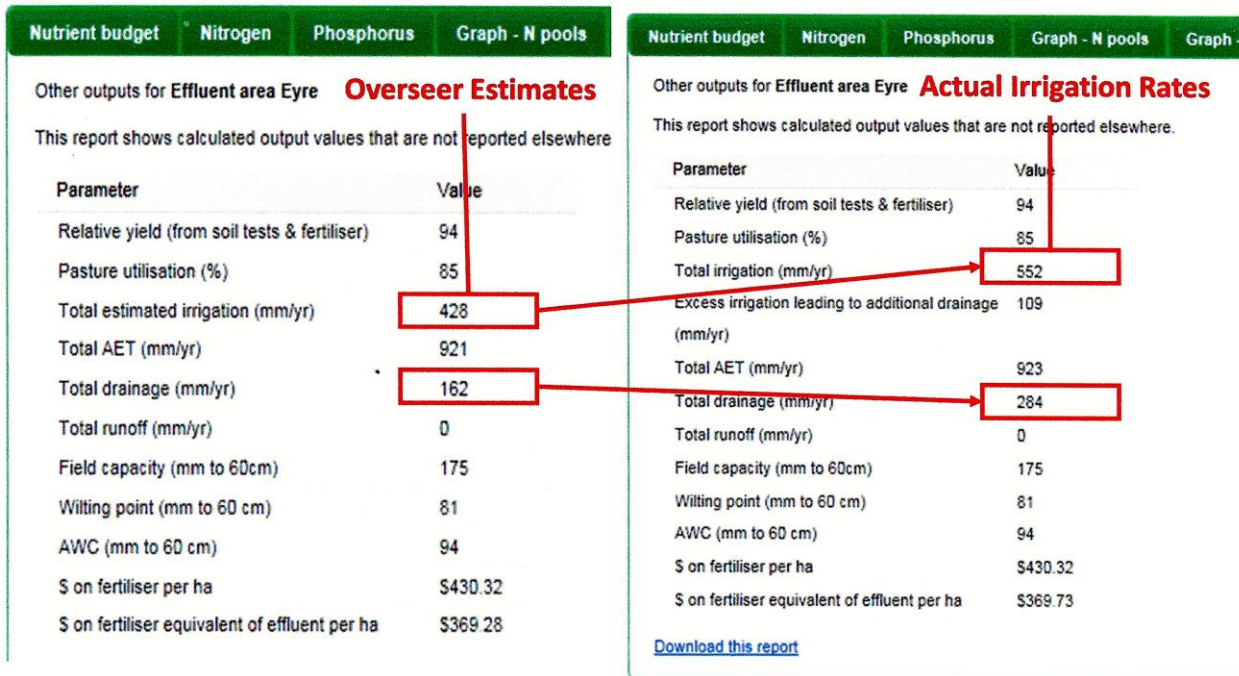 Nutrient budget Nitrogen Phosphorus Graph - N pools
Other outputs for Effluent area Eyre Overseer Estimates
This report shows calculated output values that are not reported elsewhere
Parameter Value
Relative yield (from soil tests & fertiliser) 94
Pasture utilisation (%) 85
Total estimated irrigation (mm/yr) 428
Total AET (mm/yr) 921
Total drainage (mm/yr) 162
Total runoff (mm/yr) 0
Field capacity (mm to 60cm) 175
Wilting point (mm to 60 cm) 81
AWC (mm to 60 cm) 94
$ on fertiliser per ha $430.32
$ on fertiliser equivalent of effluent per ha $369.28
Nutrient budget Nitrogen Phosphorus Graph - N pools Graph -
Other outputs for Effluent area Eyre Actual Irrigation Rates
This report shows calculated output values that are not reported elsewhere.
Parameter Value
Relative yield (from soil tests & fertiliser) 94
Pasture utilisation (%) 85
Total irrigation (mm/yr) 552
Excess irrigation leading to additional drainage 109
(mm/yr)
Total AET (mm/yr) 923
Total drainage (mm/yr) 284
Total runoff (mm/yr) 0
Field capacity (mm to 60cm) 175
Wilting point (mm to 60 cm) 81
AWC (mm to 60 cm) 94
$ on fertiliser per ha $430.32
$ on fertiliser equivalent of effluent per ha $369.73
Download this report